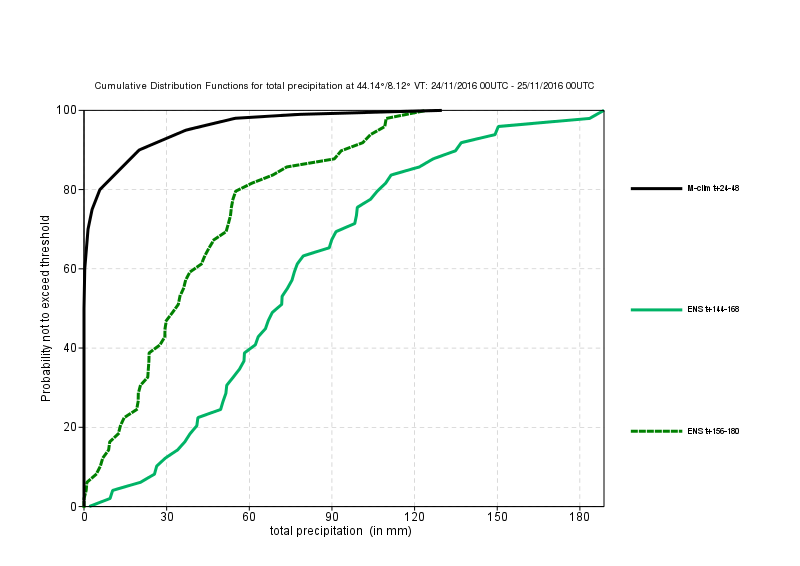 Cumulative Distribution Functions for total precipitation at 44.14°/8.12° VT: 24/11/2016 00UTC - 25/11/2016 00UTC
100
80
60
40
20
0
Probability not to exceed threshold
0 30 60 90 120 150 180
total precipitation (in mm)
M-clim t+24-48
ENS t+144-168
ENS t+156-180